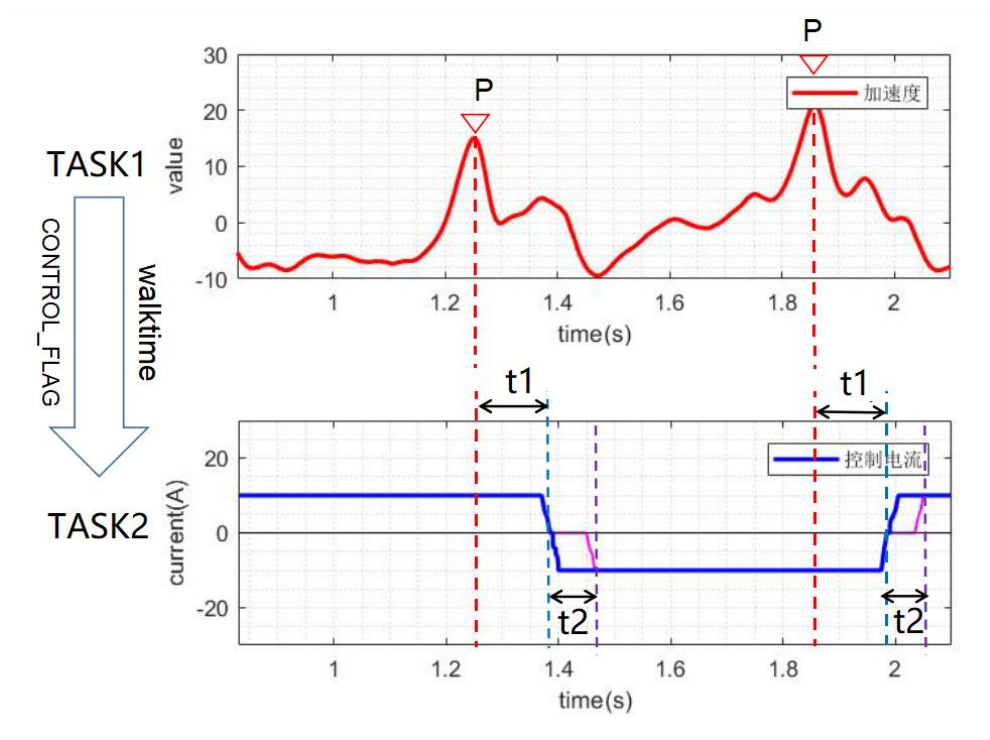 P
P
30
20
10
0
-10
value
加速度
1
1.2
1.4
1.6
1.8
2
time(s)
TASK1
CONTROL_FLAG
walktime
TASK2
t1
t1
20
0
-20
current(A)
控制电流
t2
t2
1
1.2
1.4
1.6
1.8
2
time(s)